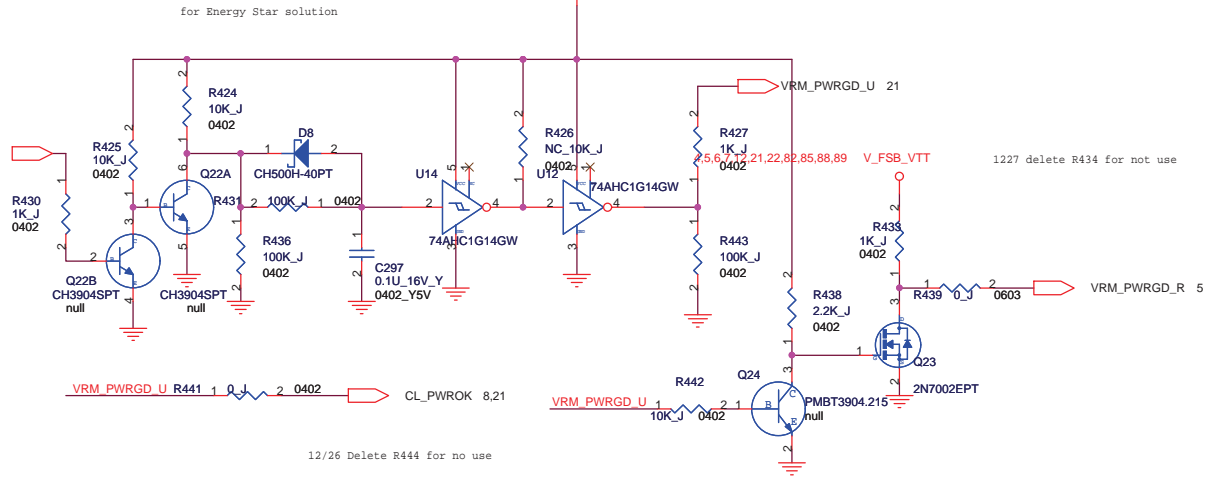 for Energy Star solution
R424
10K_J
0402
R425
10K_J
0402
R430
1K_J
0402
Q22A
CH3904SPT
null
Q22B
CH3904SPT
null
D8
CH500H-40PT
R431
100K_J
0402
R436
100K_J
0402
C297
0.1U_16V_Y
0402_Y5V
U14
74AHC1G14GW
R426
NC_10K_J
0402
U12
74AHC1G14GW
VRM_PWRGD_U 21
R427
1K_J
0402
4,5,6,7,12,21,22,82,85,88,89
V_FSB_VTT
1227 delete R434 for not use
R443
100K_J
0402
R433
1K_J
0402
R438
2.2K_J
0402
R439
0_J
0603
VRM_PWRGD_R 5
Q23
2N7002EPT
VRM_PWRGD_U
R441
0_J
0402
CL_PWROK 8,21
VRM_PWRGD_U
R442
10K_J
0402
Q24
PMBT3904.215
null
12/26 Delete R444 for no use